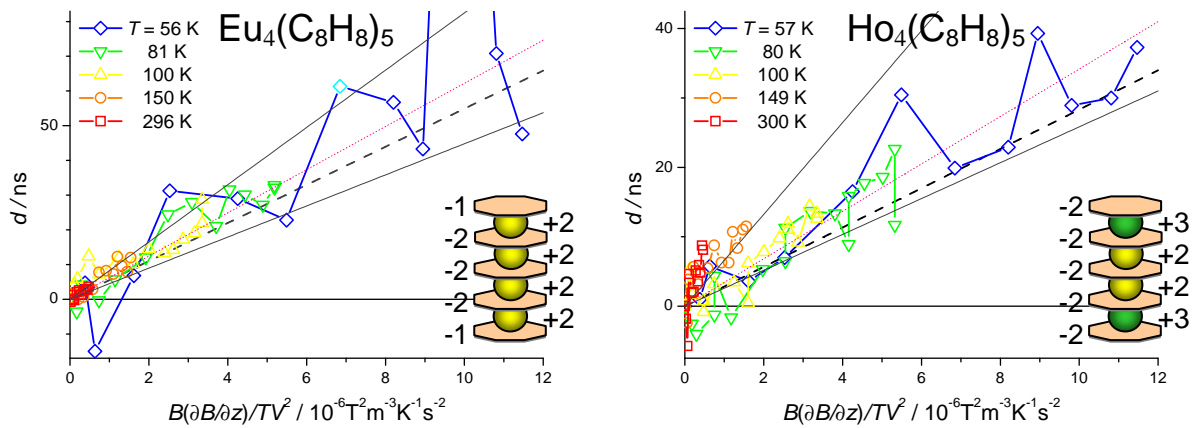 Eu₄(C₈H₈)₅
T = 56 K
81 K
100 K
150 K
296 K
d / ns
50
0
0 2 4 6 8 10 12
B(∂B/∂z)/TV² / 10⁻⁶T²m⁻³K⁻¹s⁻²
-1
+2
-2
+2
-2
+2
-2
+2
-1
Ho₄(C₈H₈)₅
T = 57 K
80 K
100 K
149 K
300 K
d / ns
40
20
0
0 2 4 6 8 10 12
B(∂B/∂z)/TV² / 10⁻⁶T²m⁻³K⁻¹s⁻²
-2
+3
-2
+2
-2
+2
-2
+3
-2